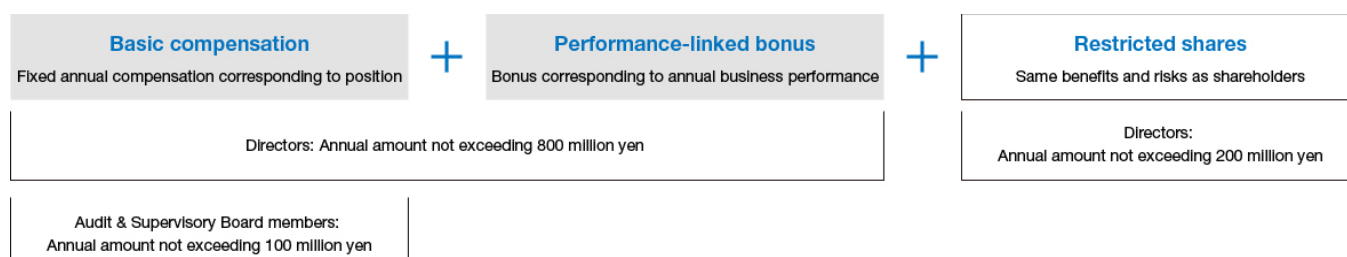 Basic compensation
Fixed annual compensation corresponding to position
+
Performance-linked bonus
Bonus corresponding to annual business performance
+
Restricted shares
Same benefits and risks as shareholders
Directors: Annual amount not exceeding 800 million yen
Directors:
Annual amount not exceeding 200 million yen
Audit & Supervisory Board members:
Annual amount not exceeding 100 million yen